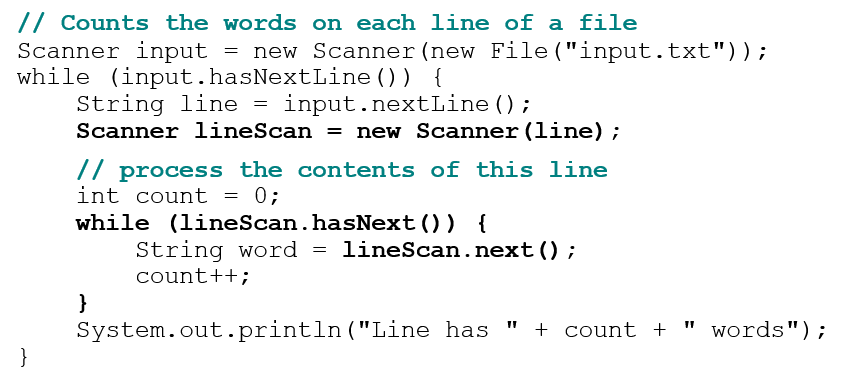 // Counts the words on each line of a file
Scanner input = new Scanner(new File("input.txt"));
while (input.hasNextLine()) {
    String line = input.nextLine();
    Scanner lineScan = new Scanner(line);
    // process the contents of this line
    int count = 0;
    while (lineScan.hasNext()) {
        String word = lineScan.next();
        count++;
    }
    System.out.println("Line has " + count + " words");
}